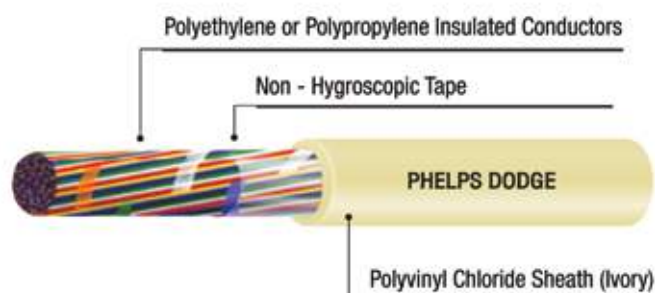 Polyethylene or Polypropylene Insulated Conductors
Non - Hygroscopic Tape
PHELPS DODGE
Polyvinyl Chloride Sheath (Ivory)